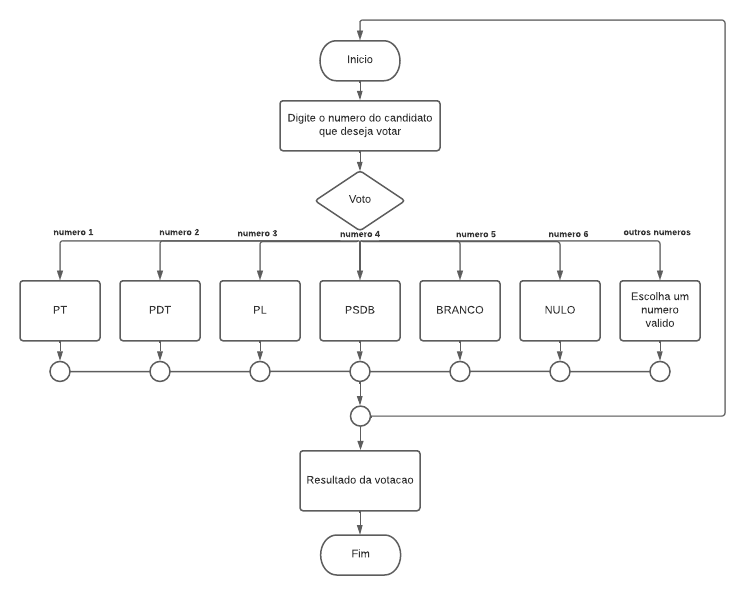 Inicio
Digite o numero do candidato
que deseja votar
Voto
numero 1
numero 2
numero 3
numero 4
numero 5
numero 6
outros numeros
PT
PDT
PL
PSDB
BRANCO
NULO
Escolha um
numero
valido
Resultado da votacao
Fim